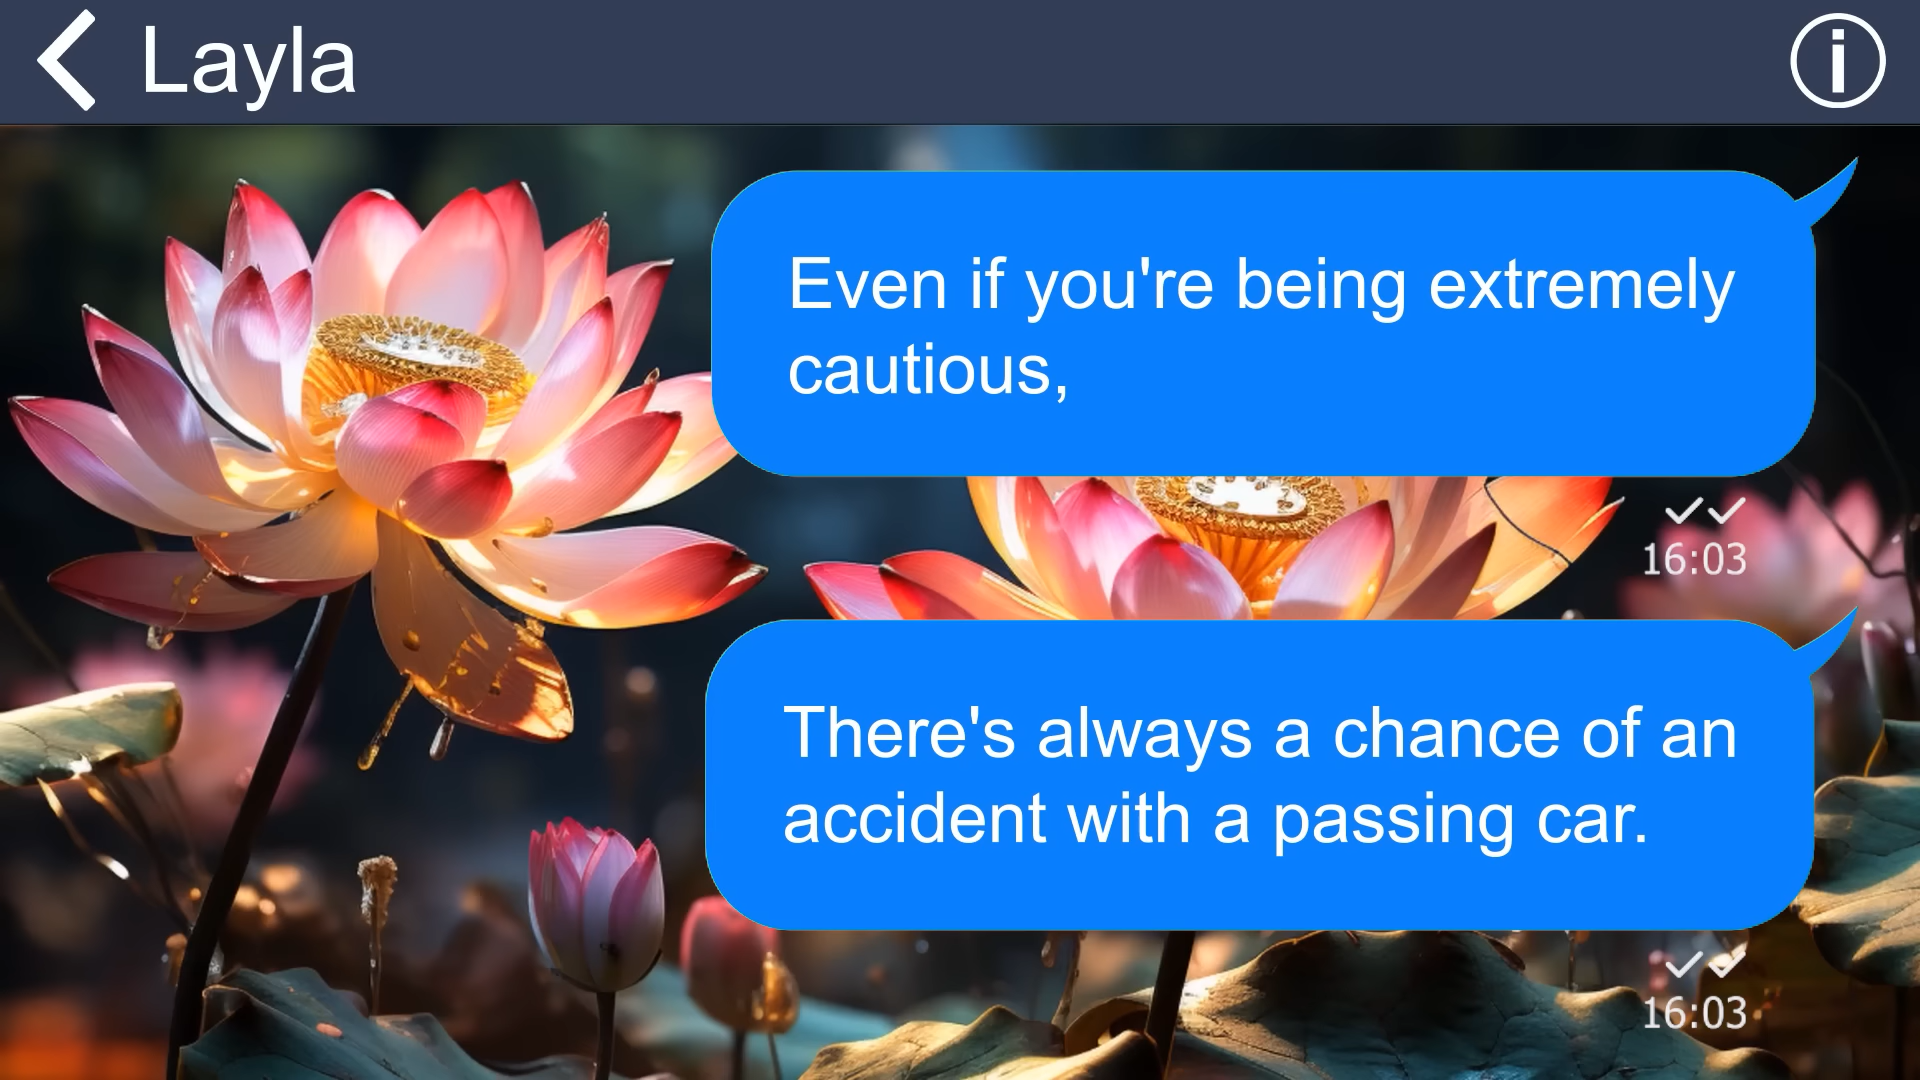 Layla
Even if you're being extremely
cautious,
16:03
There's always a chance of an
accident with a passing car.
16:03